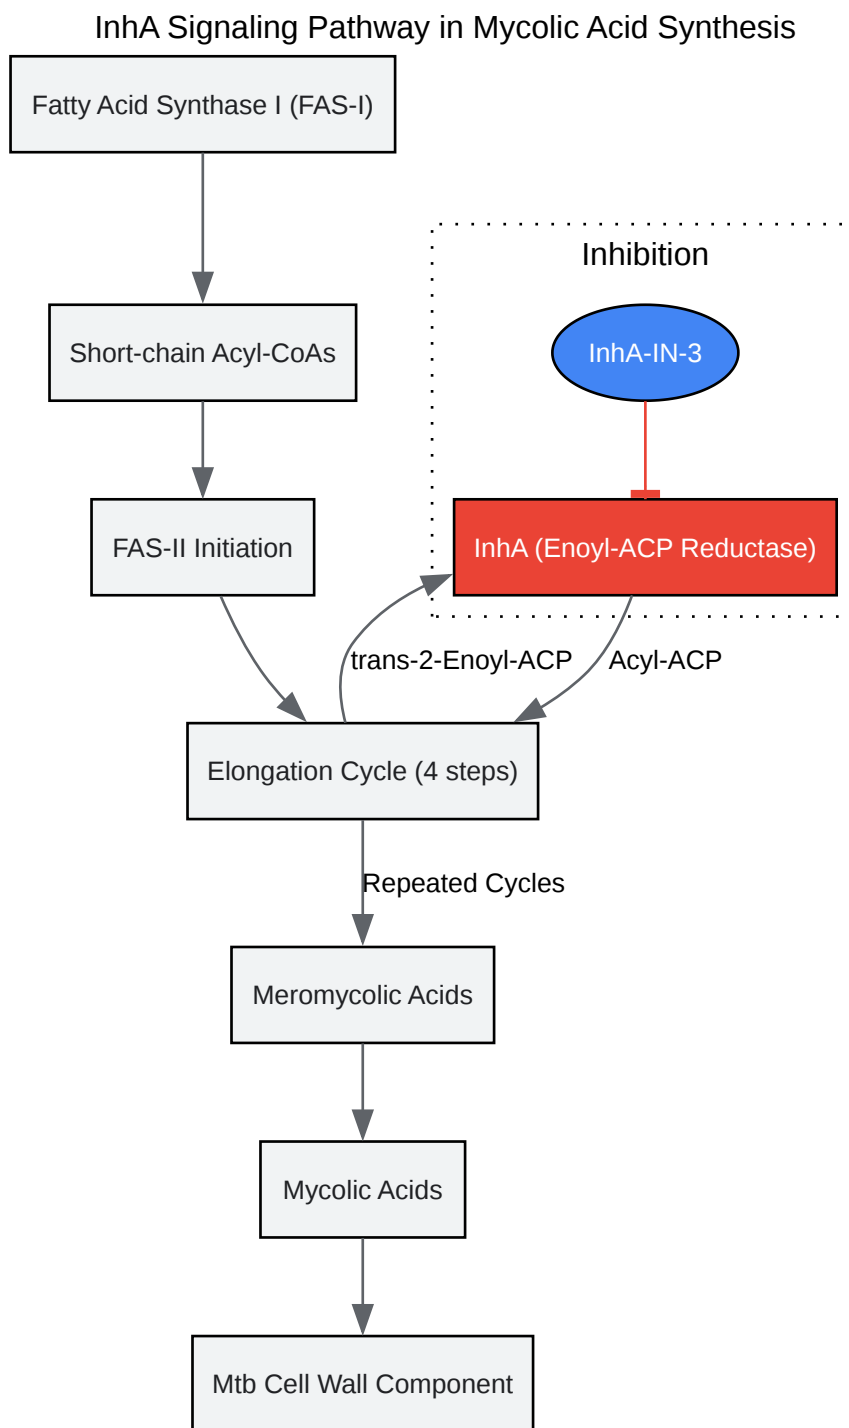 InhA Signaling Pathway in Mycolic Acid Synthesis
Fatty Acid Synthase I (FAS-I)
Inhibition
Short-chain Acyl-CoAs
InhA-IN-3
FAS-II Initiation
InhA (Enoyl-ACP Reductase)
trans-2-Enoyl-ACP
Acyl-ACP
Elongation Cycle (4 steps)
Repeated Cycles
Meromycolic Acids
Mycolic Acids
Mtb Cell Wall Component